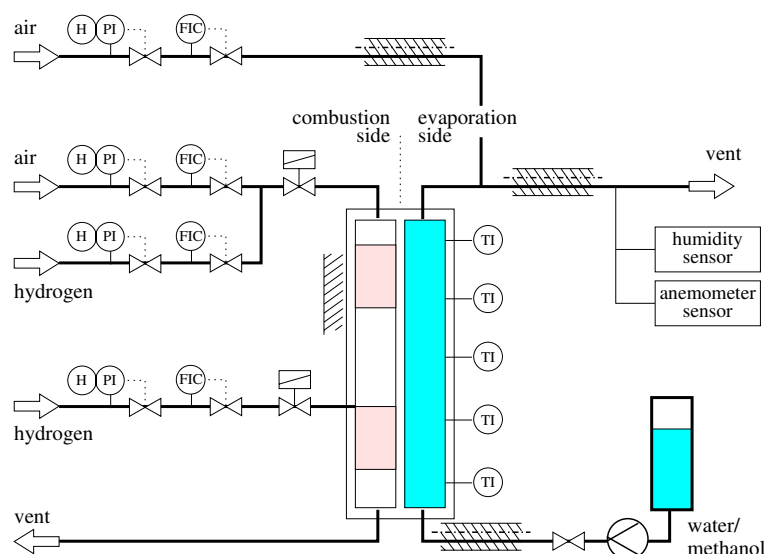 air
H PI FIC
combustion side
evaporation side
air
H PI FIC
vent
H PI FIC
hydrogen
TI
humidity sensor
TI
anemometer sensor
TI
H PI FIC
hydrogen
TI
TI
vent
water/
methanol